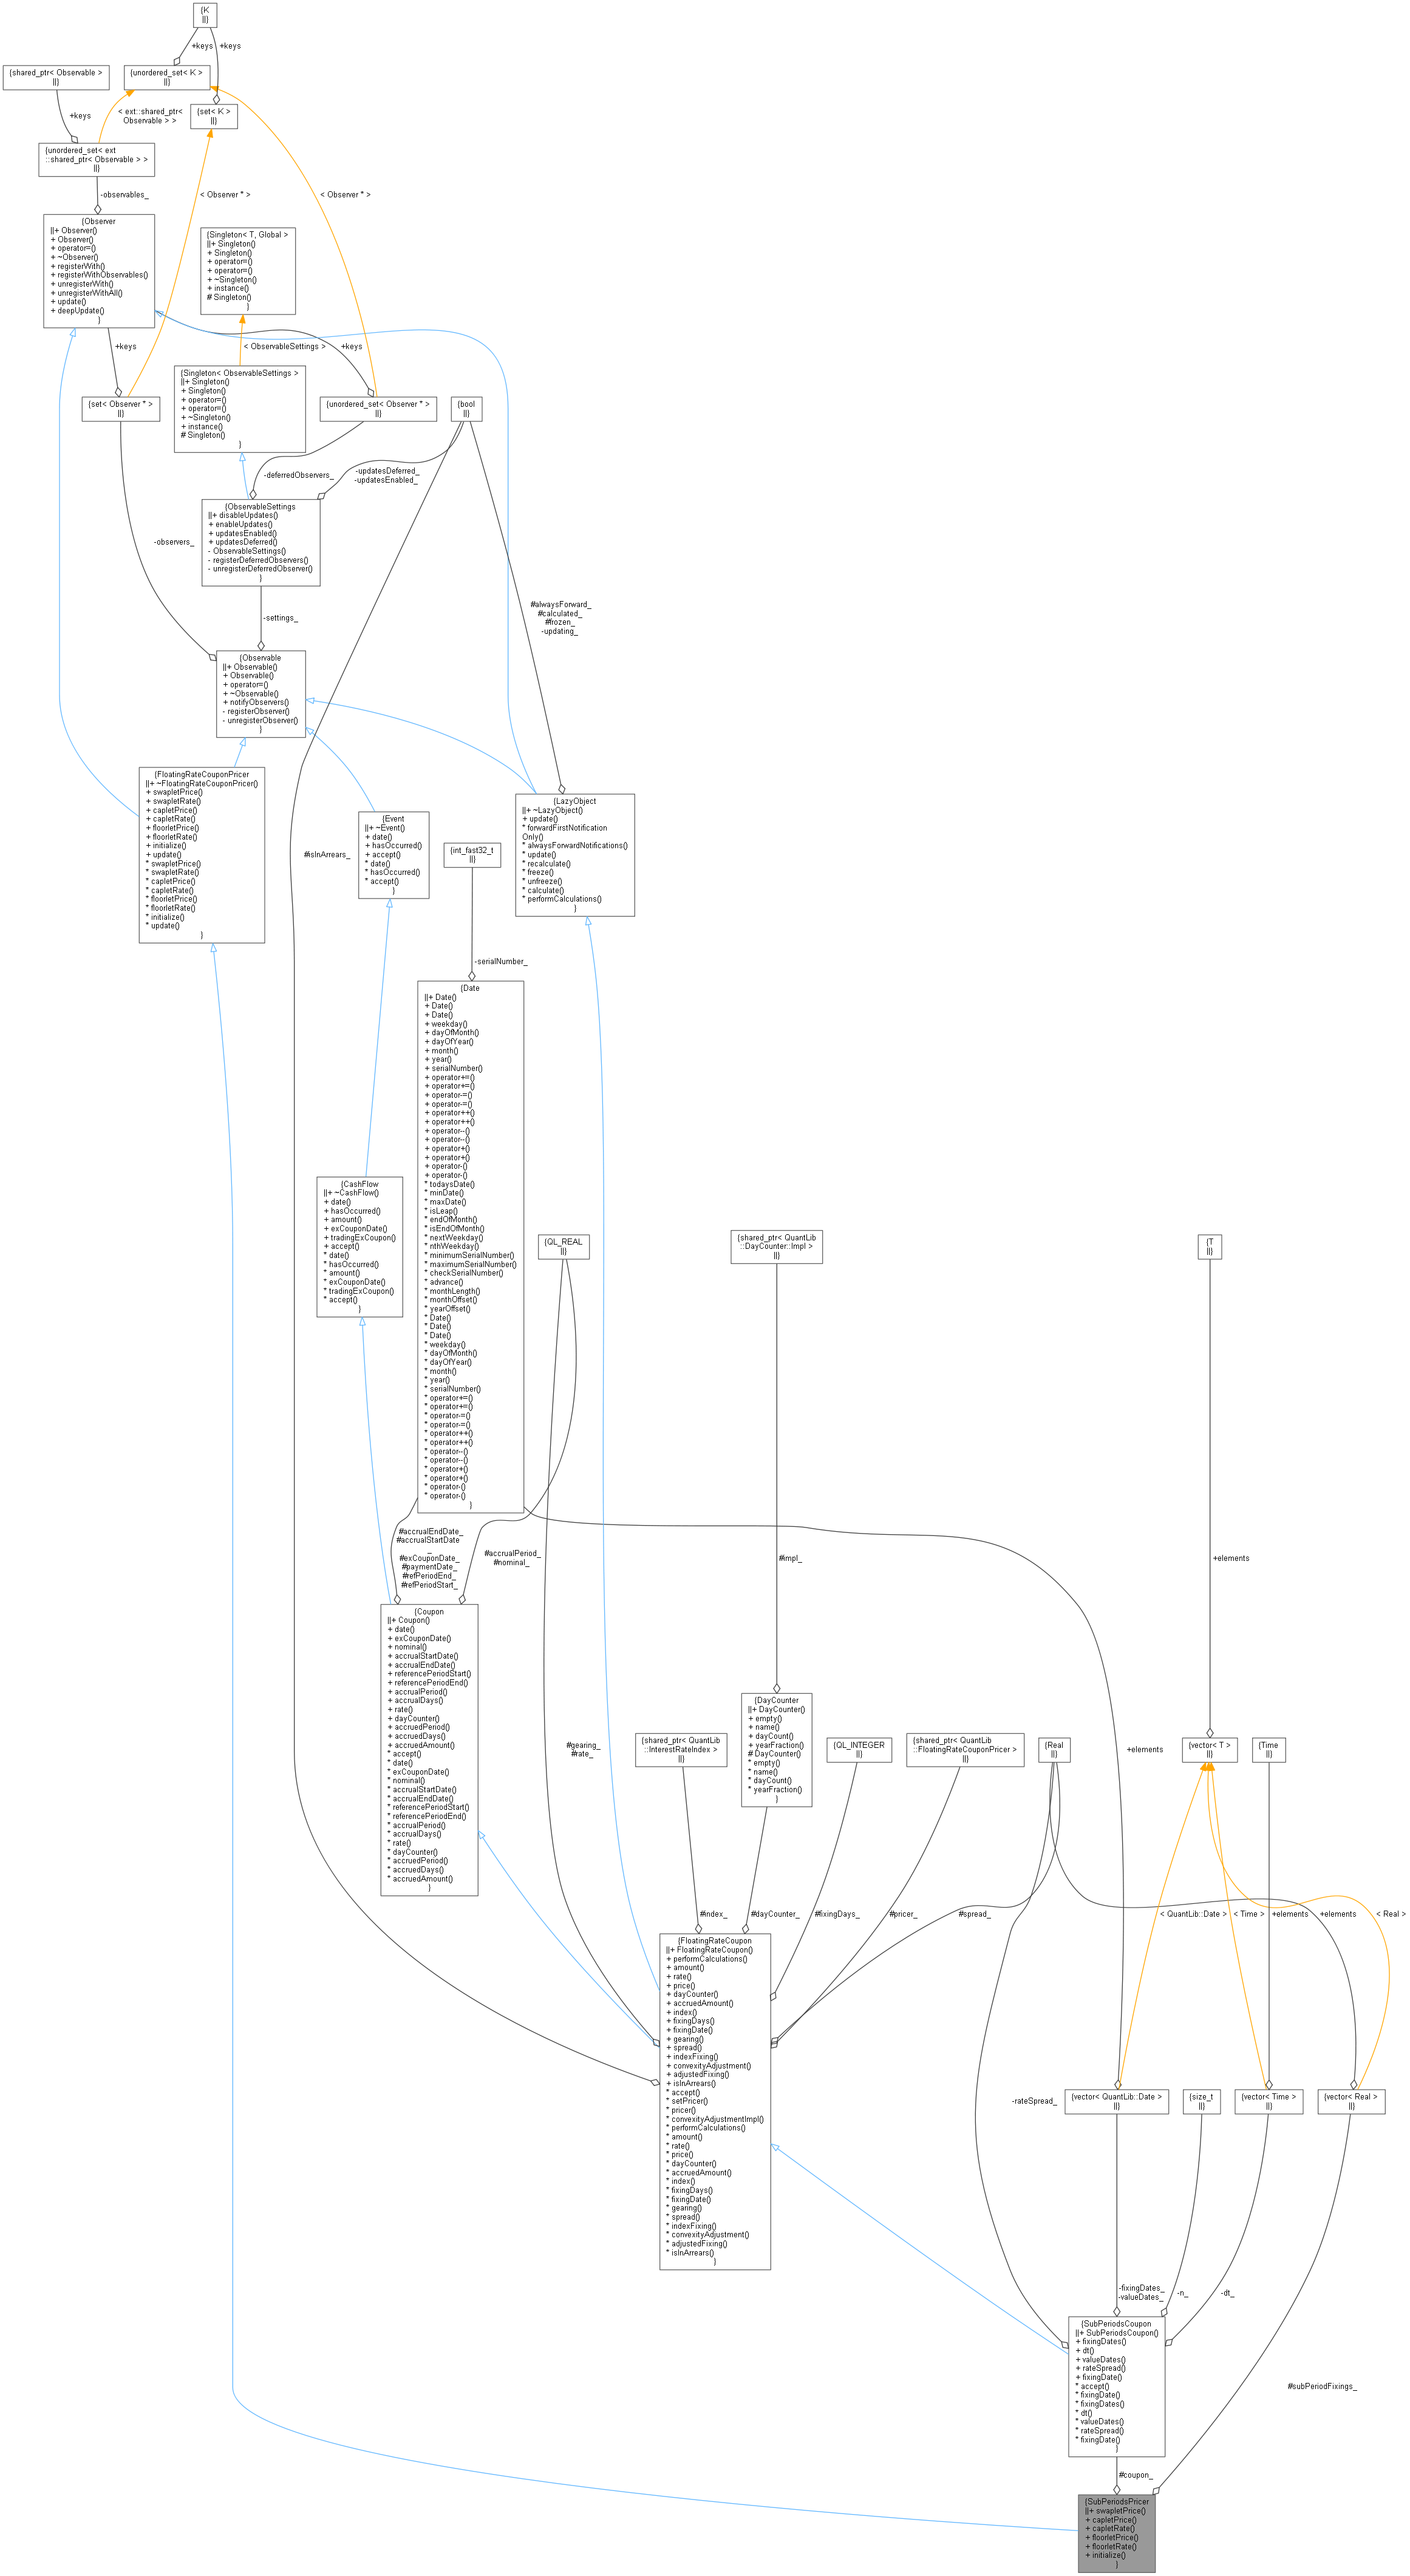 {K
||}
+keys
+keys
{shared_ptr< Observable >
||}
{unordered_set< K >
||}
{set< K >
||}
+keys
< ext::shared_ptr<
Observable > >
{unordered_set< ext
::shared_ptr< Observable > >
||}
-observables_
< Observer * >
< Observer * >
{Observer
||+ Observer()
+ Observer()
+ operator=()
+ ~Observer()
+ registerWith()
+ registerWithObservables()
+ unregisterWith()
+ unregisterWithAll()
+ update()
+ deepUpdate()
}
{Singleton< T, Global >
||+ Singleton()
+ Singleton()
+ operator=()
+ operator=()
+ ~Singleton()
+ instance()
# Singleton()
}
+keys
< ObservableSettings >
+keys
{set< Observer * >
||}
{Singleton< ObservableSettings >
||+ Singleton()
+ Singleton()
+ operator=()
+ operator=()
+ ~Singleton()
+ instance()
# Singleton()
}
{unordered_set< Observer * >
||}
{bool
||}
-deferredObservers_
-updatesDeferred_
-updatesEnabled_
{ObservableSettings
||+ disableUpdates()
+ enableUpdates()
+ updatesEnabled()
+ updatesDeferred()
- ObservableSettings()
- registerDeferredObservers()
- unregisterDeferredObserver()
}
-observers_
-settings_
#alwaysForward_
#calculated_
#frozen_
-updating_
{Observable
||+ Observable()
+ Observable()
+ operator=()
+ ~Observable()
+ notifyObservers()
- registerObserver()
- unregisterObserver()
}
{FloatingRateCouponPricer
||+ ~FloatingRateCouponPricer()
+ swapletPrice()
+ swapletRate()
+ capletPrice()
+ capletRate()
+ floorletPrice()
+ floorletRate()
+ initialize()
+ update()
* swapletPrice()
* swapletRate()
* capletPrice()
* capletRate()
* floorletPrice()
* floorletRate()
* initialize()
* update()
}
#isInArrears_
{Event
||+ ~Event()
+ date()
+ hasOccurred()
+ accept()
* date()
* hasOccurred()
* accept()
}
{int_fast32_t
||}
{LazyObject
||+ ~LazyObject()
+ update()
* forwardFirstNotification
Only()
* alwaysForwardNotifications()
* update()
* recalculate()
* freeze()
* unfreeze()
* calculate()
* performCalculations()
}
-serialNumber_
{Date
||+ Date()
+ Date()
+ Date()
+ weekday()
+ dayOfMonth()
+ dayOfYear()
+ month()
+ year()
+ serialNumber()
+ operator+=()
+ operator+=()
+ operator-=()
+ operator-=()
+ operator++()
+ operator++()
+ operator--()
+ operator--()
+ operator+()
+ operator+()
+ operator-()
+ operator-()
* todaysDate()
* minDate()
* maxDate()
* isLeap()
* endOfMonth()
* isEndOfMonth()
* nextWeekday()
* nthWeekday()
* minimumSerialNumber()
* maximumSerialNumber()
* checkSerialNumber()
* advance()
* monthLength()
* monthOffset()
* yearOffset()
* Date()
* Date()
* Date()
* weekday()
* dayOfMonth()
* dayOfYear()
* month()
* year()
* serialNumber()
* operator+=()
* operator+=()
* operator-=()
* operator-=()
* operator++()
* operator++()
* operator--()
* operator--()
* operator+()
* operator+()
* operator-()
* operator-()
}
{CashFlow
||+ ~CashFlow()
+ date()
+ hasOccurred()
+ amount()
+ exCouponDate()
+ tradingExCoupon()
+ accept()
* date()
* hasOccurred()
* amount()
* exCouponDate()
* tradingExCoupon()
* accept()
}
{QL_REAL
||}
{shared_ptr< QuantLib
::DayCounter::Impl >
||}
{T
||}
#accrualEndDate_
#accrualStartDate
_
#exCouponDate_
#paymentDate_
#refPeriodEnd_
#refPeriodStart_
#accrualPeriod_
#nominal_
#impl_
+elements
{Coupon
||+ Coupon()
+ date()
+ exCouponDate()
+ nominal()
+ accrualStartDate()
+ accrualEndDate()
+ referencePeriodStart()
+ referencePeriodEnd()
+ accrualPeriod()
+ accrualDays()
+ rate()
+ dayCounter()
+ accruedPeriod()
+ accruedDays()
+ accruedAmount()
* accept()
* date()
* exCouponDate()
* nominal()
* accrualStartDate()
* accrualEndDate()
* referencePeriodStart()
* referencePeriodEnd()
* accrualPeriod()
* accrualDays()
* rate()
* dayCounter()
* accruedPeriod()
* accruedDays()
* accruedAmount()
}
#gearing_
#rate_
{shared_ptr< QuantLib
::InterestRateIndex >
||}
{DayCounter
||+ DayCounter()
+ empty()
+ name()
+ dayCount()
+ yearFraction()
# DayCounter()
* empty()
* name()
* dayCount()
* yearFraction()
}
{QL_INTEGER
||}
{shared_ptr< QuantLib
::FloatingRateCouponPricer >
||}
{Real
||}
+elements
{vector< T >
||}
{Time
||}
#index_
#dayCounter_
#fixingDays_
#pricer_
#spread_
< QuantLib::Date >
< Time >
+elements
+elements
< Real >
{FloatingRateCoupon
||+ FloatingRateCoupon()
+ performCalculations()
+ amount()
+ rate()
+ price()
+ dayCounter()
+ accruedAmount()
+ index()
+ fixingDays()
+ fixingDate()
+ gearing()
+ spread()
+ indexFixing()
+ convexityAdjustment()
+ adjustedFixing()
+ isInArrears()
* accept()
* setPricer()
* pricer()
* convexityAdjustmentImpl()
* performCalculations()
* amount()
* rate()
* price()
* dayCounter()
* accruedAmount()
* index()
* fixingDays()
* fixingDate()
* gearing()
* spread()
* indexFixing()
* convexityAdjustment()
* adjustedFixing()
* isInArrears()
}
-rateSpread_
{vector< QuantLib::Date >
||}
{size_t
||}
{vector< Time >
||}
{vector< Real >
||}
-fixingDates_
-valueDates_
-n_
-dt_
{SubPeriodsCoupon
||+ SubPeriodsCoupon()
+ fixingDates()
+ dt()
+ valueDates()
+ rateSpread()
+ fixingDate()
* accept()
* fixingDate()
* fixingDates()
* dt()
* valueDates()
* rateSpread()
* fixingDate()
}
#subPeriodFixings_
#coupon_
{SubPeriodsPricer
||+ swapletPrice()
+ capletPrice()
+ capletRate()
+ floorletPrice()
+ floorletRate()
+ initialize()
}